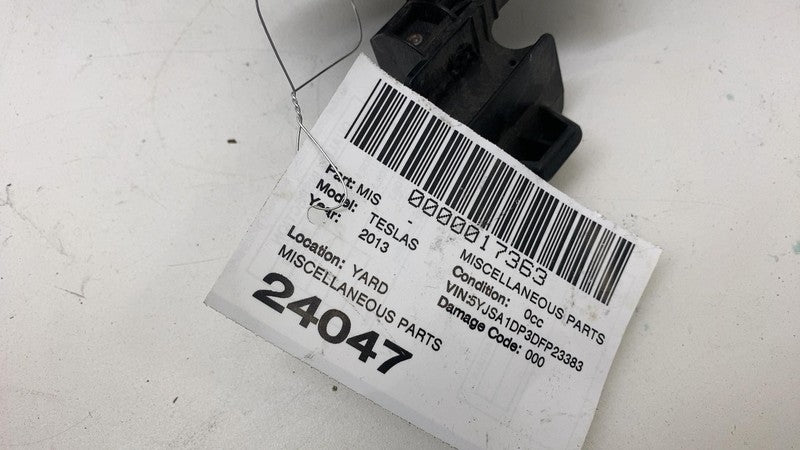 0000017363
Part: MIS - MISCELLANEOUS PARTS
Model: TESLAS Condition: 0cc
Year: 2013 VIN:5YJSA1DP3DFP23383
Damage Code: 000
Location: YARD
MISCELLANEOUS PARTS
24047